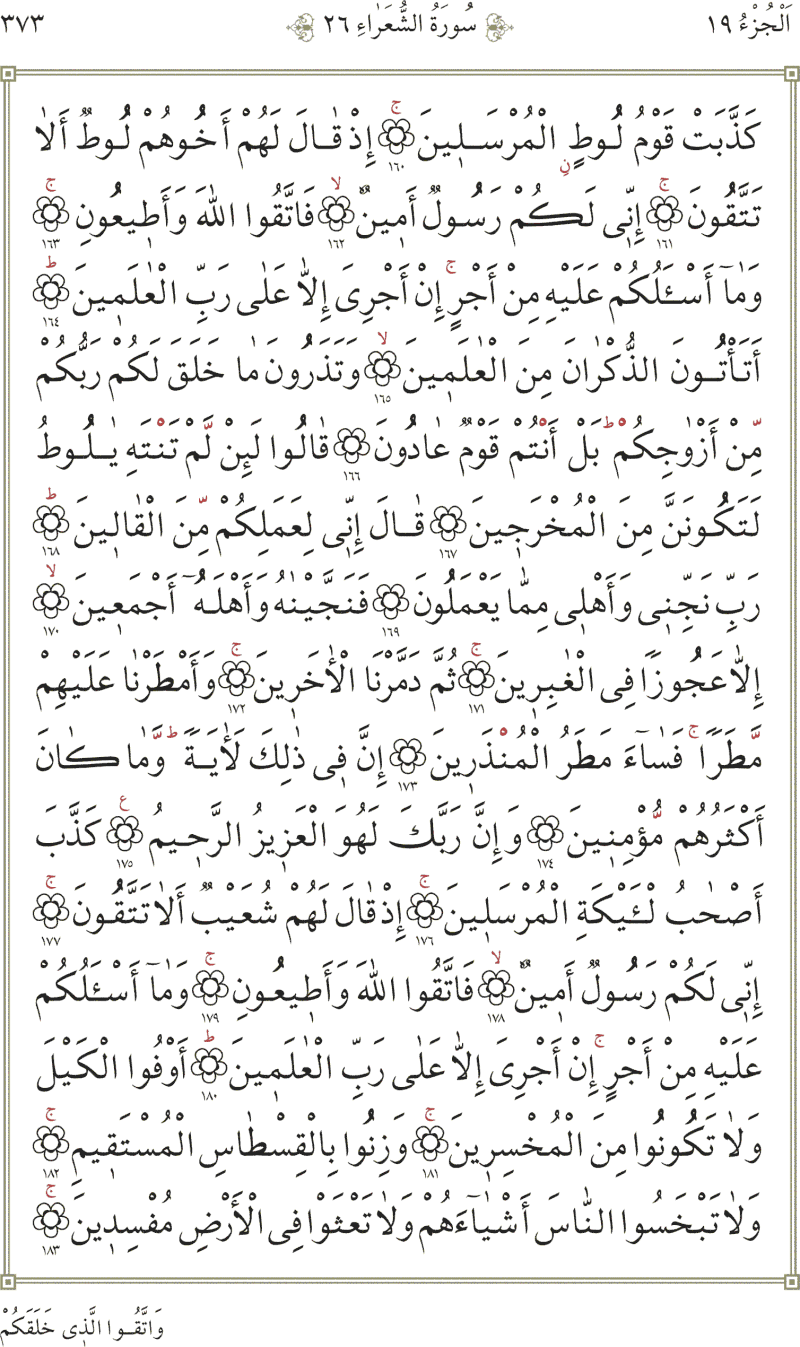 اَلْجُزْءُ ١٩ سُورَةُ الشُّعَرَاءِ ٢٦ ٣٧٣
كَذَّبَتْ قَوْمُ لُوطٍ الْمُرْسَلٖينَ ۚ ١٦٠ اِذْ قَالَ لَهُمْ اَخُوهُمْ لُوطٌ اَلَا
تَتَّقُونَ ۚ ١٦١ اِنّٖى لَكُمْ رَسُولٌ اَمٖينٌ ۙ ١٦٢ فَاتَّقُوا اللّٰهَ وَاَطٖيعُونِ ۚ ١٦٣
وَمَٓا اَسْـَٔلُكُمْ عَلَيْهِ مِنْ اَجْرٍ ۚ اِنْ اَجْرِىَ اِلَّا عَلٰى رَبِّ الْعَالَمٖينَ ۜ ١٦٤
اَتَاْتُونَ الذُّكْرَانَ مِنَ الْعَالَمٖينَ ۙ ١٦٥ وَتَذَرُونَ مَا خَلَقَ لَكُمْ رَبُّكُمْ
مِّنْ اَزْوَاجِكُمْ ۜ بَلْ اَنْتُمْ قَوْمٌ عَادُونَ ١٦٦ قَالُوا لَئِنْ لَّمْ تَنْتَهِ يَا لُوطُ
لَتَكُونَنَّ مِنَ الْمُخْرَجٖينَ ١٦٧ قَالَ اِنّٖى لِعَمَلِكُمْ مِّنَ الْقَالٖينَ ۜ ١٦٨
رَبِّ نَجِّنٖى وَاَهْلٖى مِمَّا يَعْمَلُونَ ١٦٩ فَنَجَّيْنَاهُ وَاَهْلَهُٓ اَجْمَعٖينَ ۙ ١٧٠
اِلَّا عَجُوزًا فِى الْغَابِرٖينَ ۚ ١٧١ ثُمَّ دَمَّرْنَا الْاٰخَرٖينَ ۚ ١٧٢ وَاَمْطَرْنَا عَلَيْهِمْ
مَّطَرًا ۚ فَسَٓاءَ مَطَرُ الْمُنْذَرٖينَ ١٧٣ اِنَّ فٖى ذٰلِكَ لَاٰيَةً ۜ وَّمَا كَانَ
اَكْثَرُهُمْ مُّؤْمِنٖينَ ١٧٤ وَاِنَّ رَبَّكَ لَهُوَ الْعَزٖيزُ الرَّحٖيمُ ع ١٧٥ كَذَّبَ
اَصْحَابُ لْـَٔيْكَةِ الْمُرْسَلٖينَ ۚ ١٧٦ اِذْ قَالَ لَهُمْ شُعَيْبٌ اَلَا تَتَّقُونَ ۚ ١٧٧
اِنّٖى لَكُمْ رَسُولٌ اَمٖينٌ ۙ ١٧٨ فَاتَّقُوا اللّٰهَ وَاَطٖيعُونِ ۚ ١٧٩ وَمَٓا اَسْـَٔلُكُمْ
عَلَيْهِ مِنْ اَجْرٍ ۚ اِنْ اَجْرِىَ اِلَّا عَلٰى رَبِّ الْعَالَمٖينَ ۜ ١٨٠ اَوْفُوا الْكَيْلَ
وَلَا تَكُونُوا مِنَ الْمُخْسِرٖينَ ۚ ١٨١ وَزِنُوا بِالْقِسْطَاسِ الْمُسْتَقٖيمِ ۚ ١٨٢
وَلَا تَبْخَسُوا النَّاسَ اَشْيَٓاءَهُمْ وَلَا تَعْثَوْا فِى الْاَرْضِ مُفْسِدٖينَ ۚ ١٨٣
وَاتَّقُوا الَّذٖى خَلَقَكُمْ